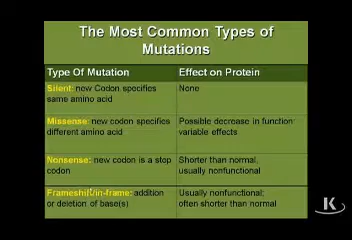 The Most Common Types of
Mutations
Type Of Mutation
Effect on Protein
Silent: new Codon specifies
same amino acid
None
Missense: new codon specifies
different amino acid
Possible decrease in function
variable effects
Nonsense: new codon is a stop
codon
Shorter than normal,
usually nonfunctional
Frameshift/in-frame: addition
or deletion of base(s)
Usually nonfunctional;
often shorter than normal
K